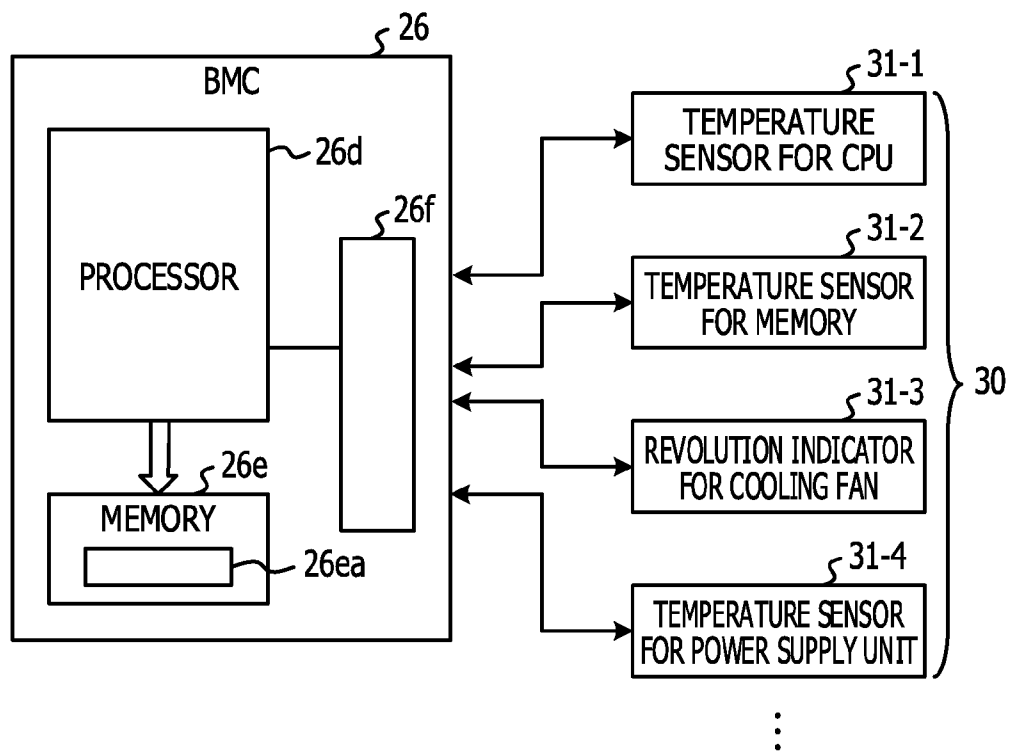 26
BMC
26d
PROCESSOR
26f
26e
MEMORY
26ea
31-1
TEMPERATURE
SENSOR FOR CPU
31-2
TEMPERATURE SENSOR
FOR MEMORY
31-3
REVOLUTION INDICATOR
FOR COOLING FAN
31-4
TEMPERATURE SENSOR
FOR POWER SUPPLY UNIT
30